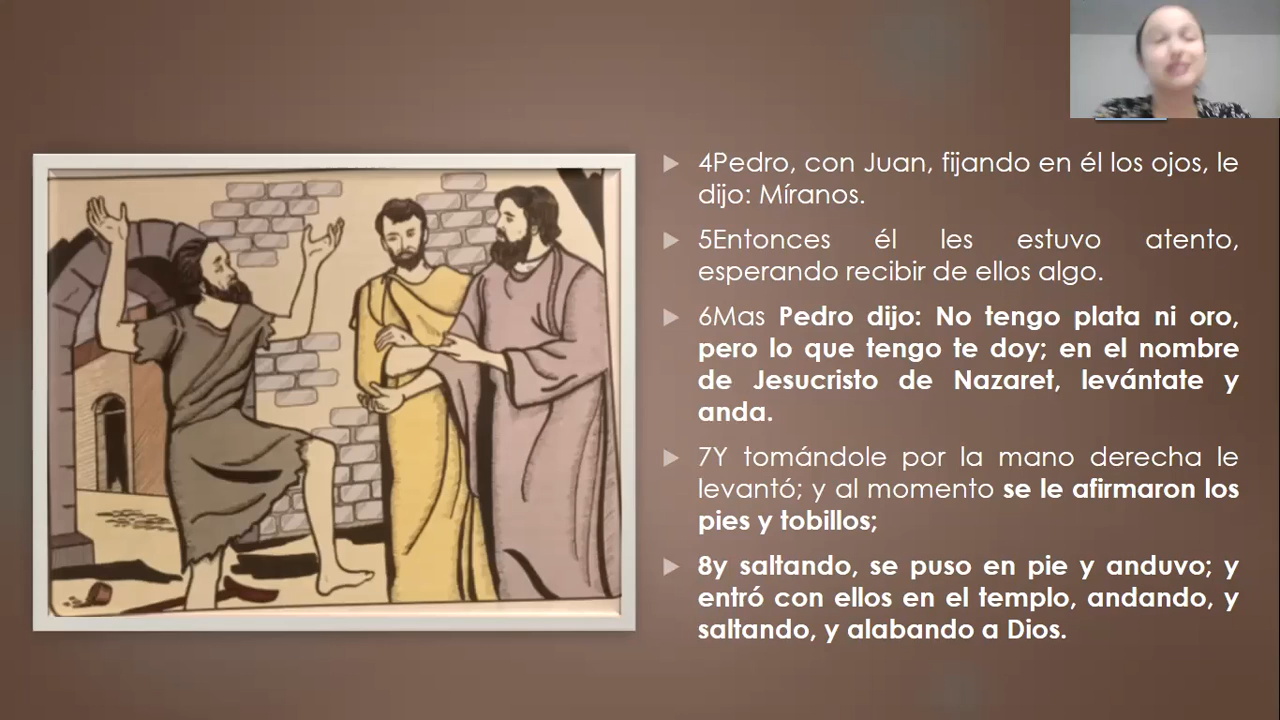 4Pedro, con Juan, fijando en él los ojos, le
dijo: Míranos.
5Entonces él les estuvo atento,
esperando recibir de ellos algo.
6Mas Pedro dijo: No tengo plata ni oro,
pero lo que tengo te doy; en el nombre
de Jesucristo de Nazaret, levántate y
anda.
7Y tomándole por la mano derecha le
levantó; y al momento se le afirmaron los
pies y tobillos;
8y saltando, se puso en pie y anduvo; y
entró con ellos en el templo, andando, y
saltando, y alabando a Dios.